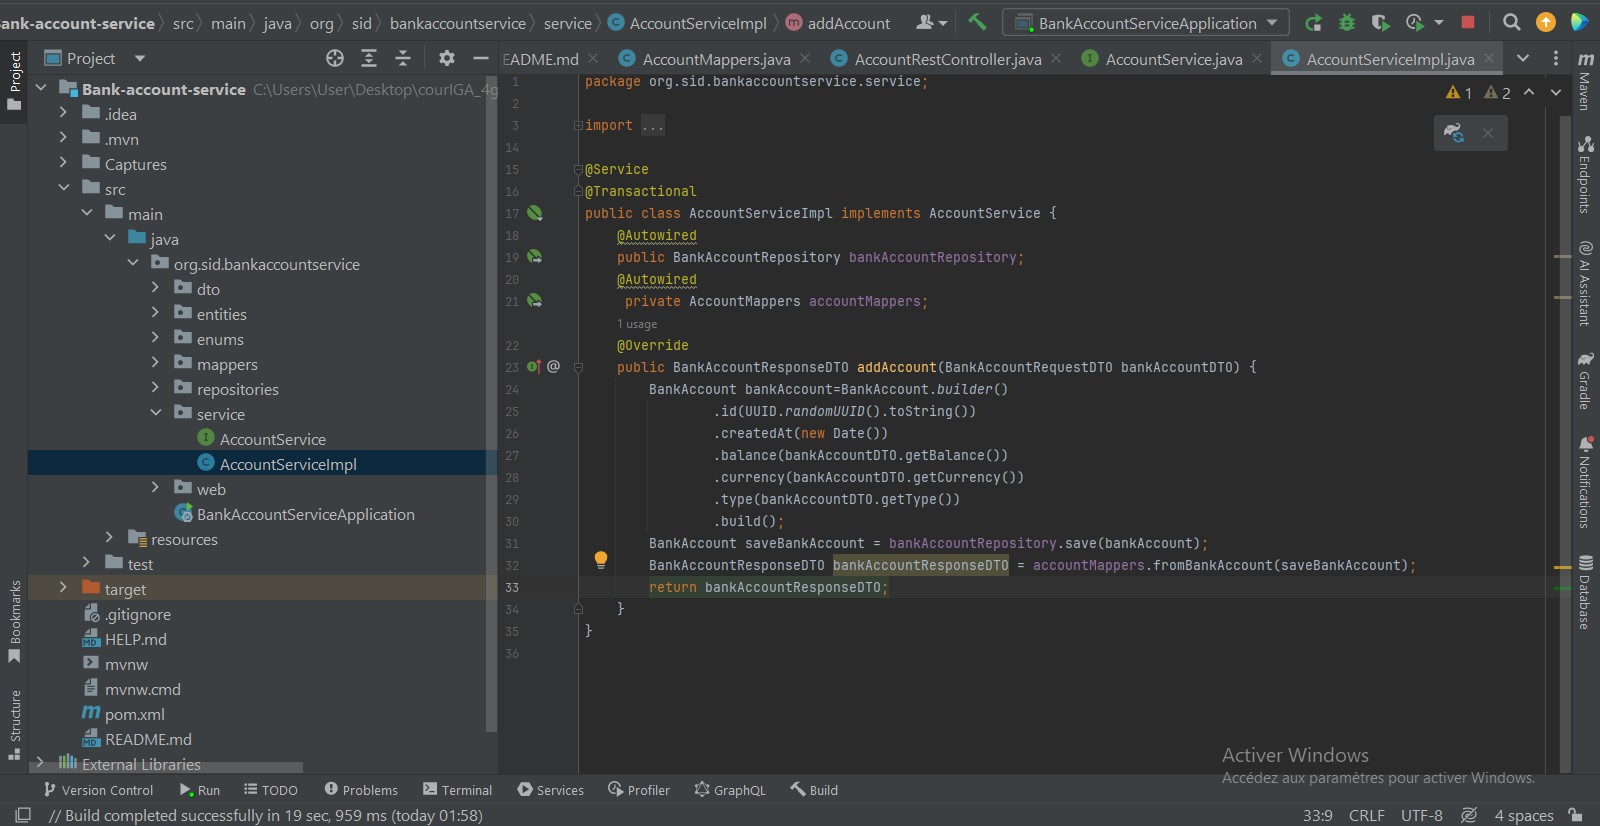 ank-account-service  src  main  java  org  sid  bankaccountservice  service  AccountServiceImpl  addAccount  BankAccountServiceApplication
Project
EADME.md  AccountMappers.java  AccountRestController.java  AccountService.java  AccountServiceImpl.java
Project
Bank-account-service  C:\Users\User\Desktop\courIGA_4g
.idea
.mvn
Captures
src
main
java
org.sid.bankaccountservice
dto
entities
enums
mappers
repositories
service
AccountService
AccountServiceImpl
web
BankAccountServiceApplication
resources
test
target
.gitignore
HELP.md
mvnw
mvnw.cmd
pom.xml
README.md
External Libraries
Bookmarks
Structure
1 package org.sid.bankaccountservice.service;
2
3 import ...
14
15 @Service
16 @Transactional
17 public class AccountServiceImpl implements AccountService {
18 @Autowired
19 public BankAccountRepository bankAccountRepository;
20 @Autowired
21 private AccountMappers accountMappers;
1 usage
22 @Override
23 @ public BankAccountResponseDTO addAccount(BankAccountRequestDTO bankAccountDTO) {
24 BankAccount bankAccount=BankAccount.builder()
25 .id(UUID.randomUUID().toString())
26 .createdAt(new Date())
27 .balance(bankAccountDTO.getBalance())
28 .currency(bankAccountDTO.getCurrency())
29 .type(bankAccountDTO.getType())
30 .build();
31 BankAccount saveBankAccount = bankAccountRepository.save(bankAccount);
32 BankAccountResponseDTO bankAccountResponseDTO = accountMappers.fromBankAccount(saveBankAccount);
33 return bankAccountResponseDTO;
34 }
35 }
36
1  2
Maven
Endpoints
AI Assistant
Gradle
Notifications
Database
Activer Windows
Accédez aux paramètres pour activer Windows.
Version Control  Run  TODO  Problems  Terminal  Services  Profiler  GraphQL  Build
// Build completed successfully in 19 sec, 959 ms (today 01:58)  33:9  CRLF  UTF-8  4 spaces